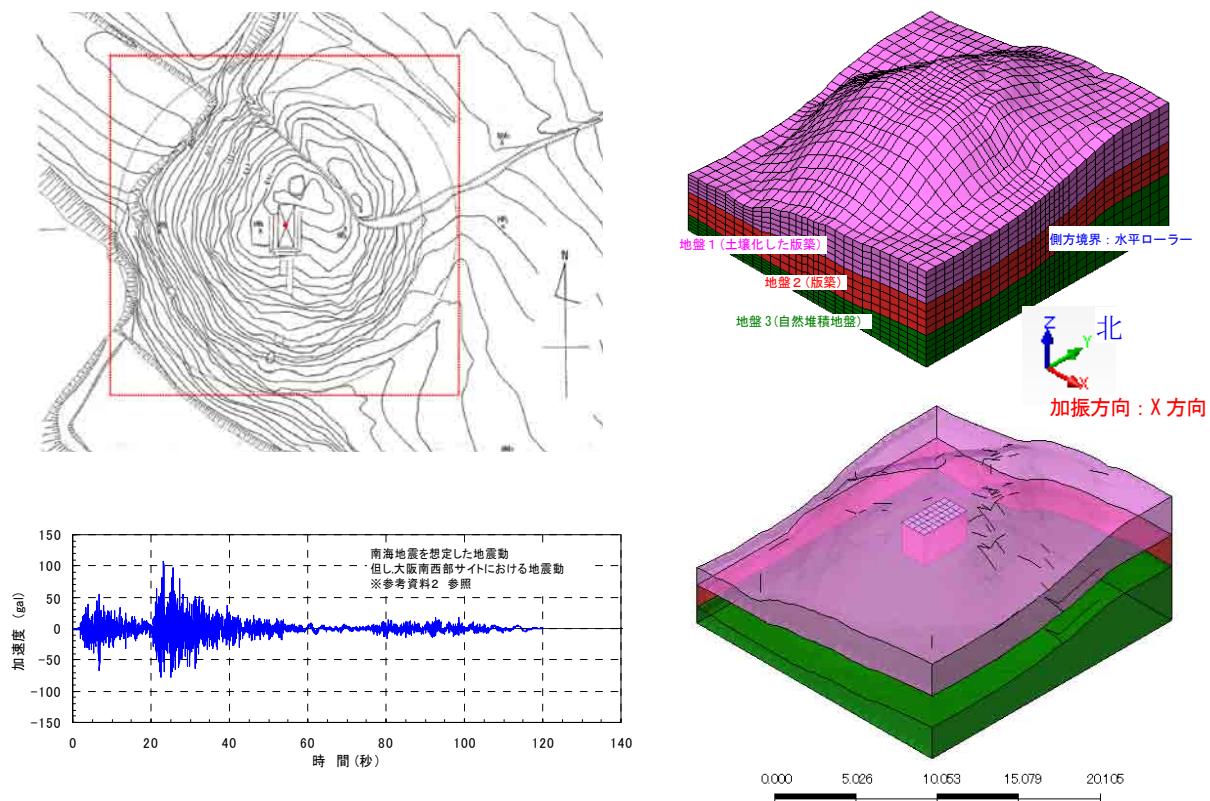 N
地盤1(土壌化した版築)
側方境界:水平ローラー
地盤2(版築)
地盤3(自然堆積地盤)
Z
北
Y
X
加振方向:X方向
150
100
50
0
-50
-100
-150
加速度 (gal)
南海地震を想定した地震動
但し、大阪南西部サイトにおける地震動
※参考資料2 参照
0 20 40 60 80 100 120 140
時 間(秒)
0.000 5.026 10.053 15.079 20.105